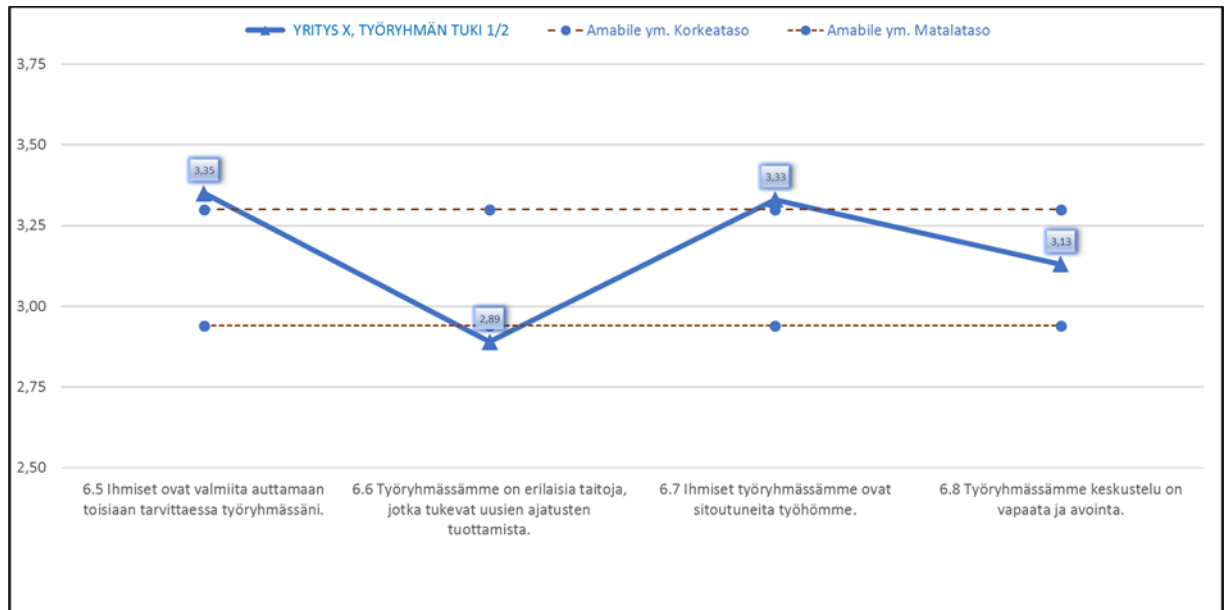 YRITYS X, TYÖRYHMÄN TUKI 1/2
Amabile ym. Korkeataso
Amabile ym. Matalataso
3,75
3,50
3,25
3,00
2,75
2,50
3,35
2,89
3,33
3,13
6.5 Ihmiset ovat valmiita auttamaan
toisiaan tarvittaessa työryhmässäni.
6.6 Työryhmässämme on erilaisia taitoja,
jotka tukevat uusien ajatusten
tuottamista.
6.7 Ihmiset työryhmässämme ovat
sitoutuneita työhömme.
6.8 Työryhmässämme keskustelu on
vapaata ja avointa.